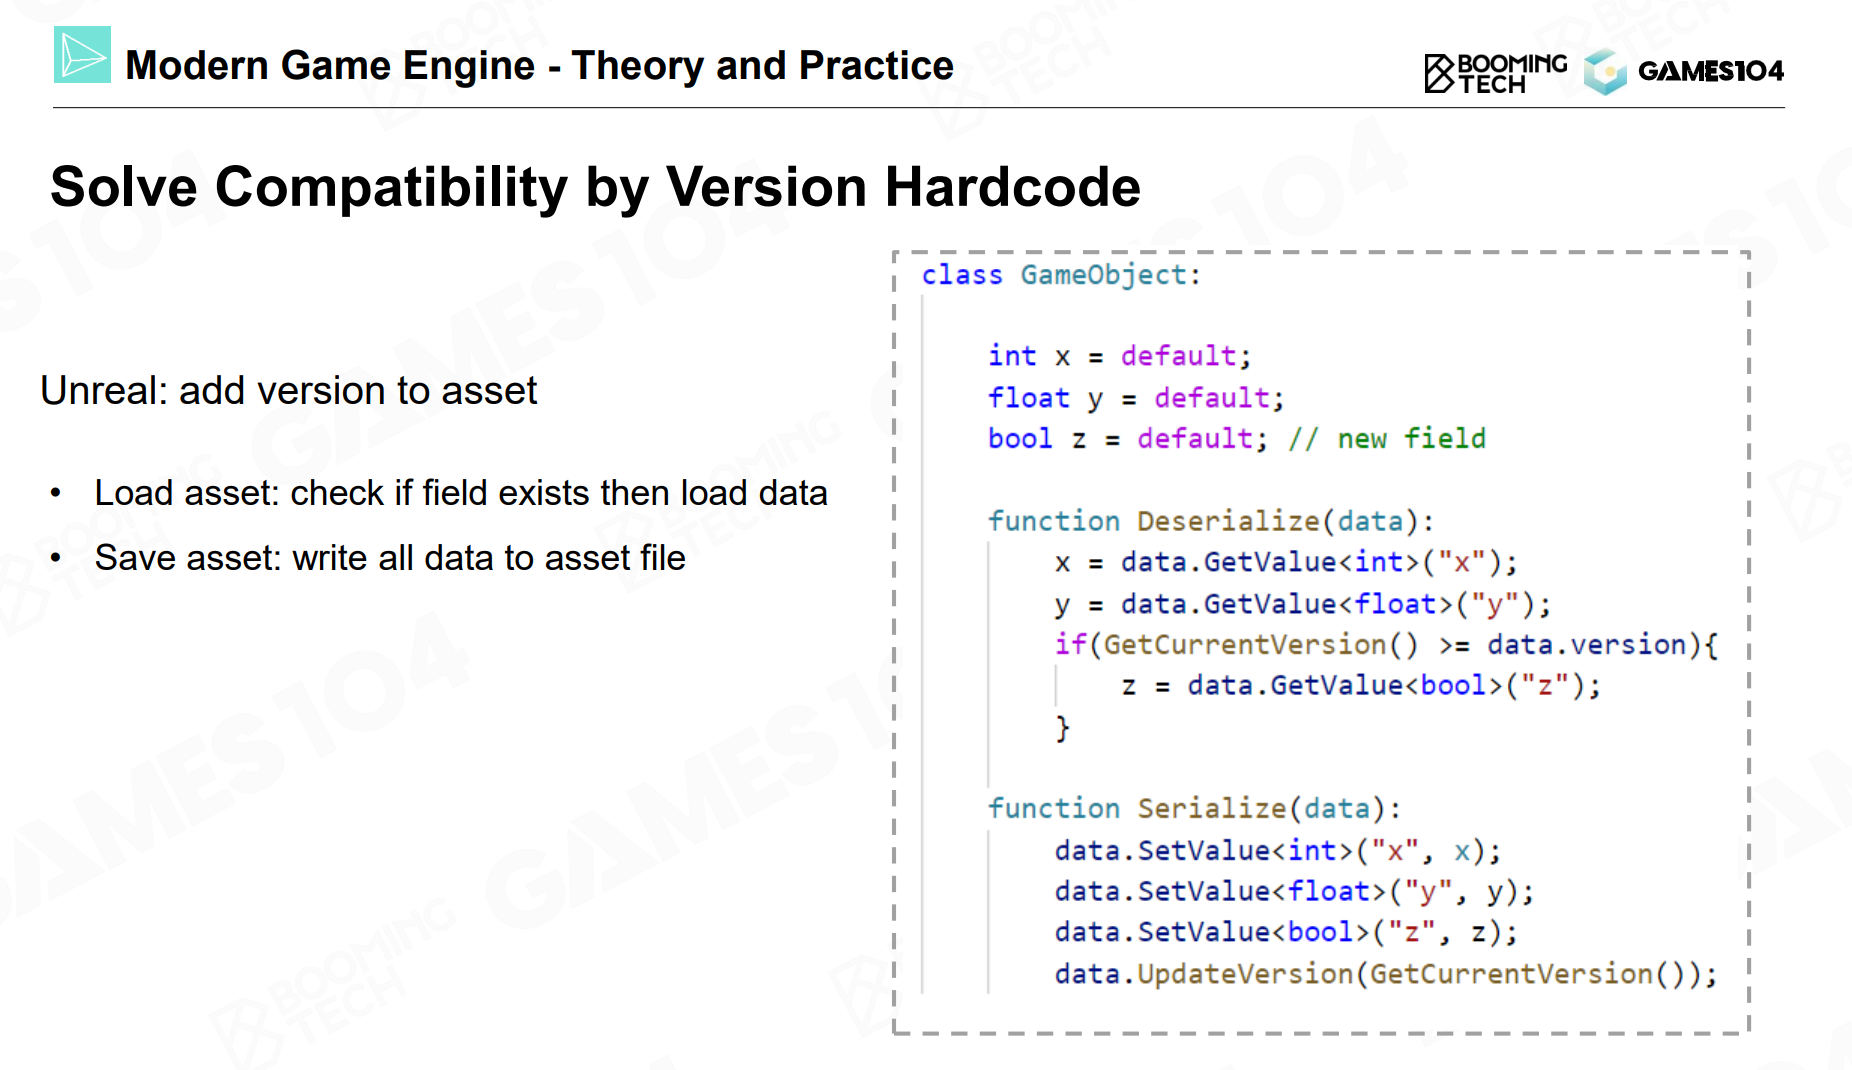 Modern Game Engine - Theory and Practice
BOOMING
TECH
GAMES104
Solve Compatibility by Version Hardcode
Unreal: add version to asset
• Load asset: check if field exists then load data
• Save asset: write all data to asset file
class GameObject:
int x = default;
float y = default;
bool z = default; // new field
function Deserialize(data):
x = data.GetValue<int>("x");
y = data.GetValue<float>("y");
if(GetCurrentVersion() >= data.version){
z = data.GetValue<bool>("z");
}
function Serialize(data):
data.SetValue<int>("x", x);
data.SetValue<float>("y", y);
data.SetValue<bool>("z", z);
data.UpdateVersion(GetCurrentVersion());